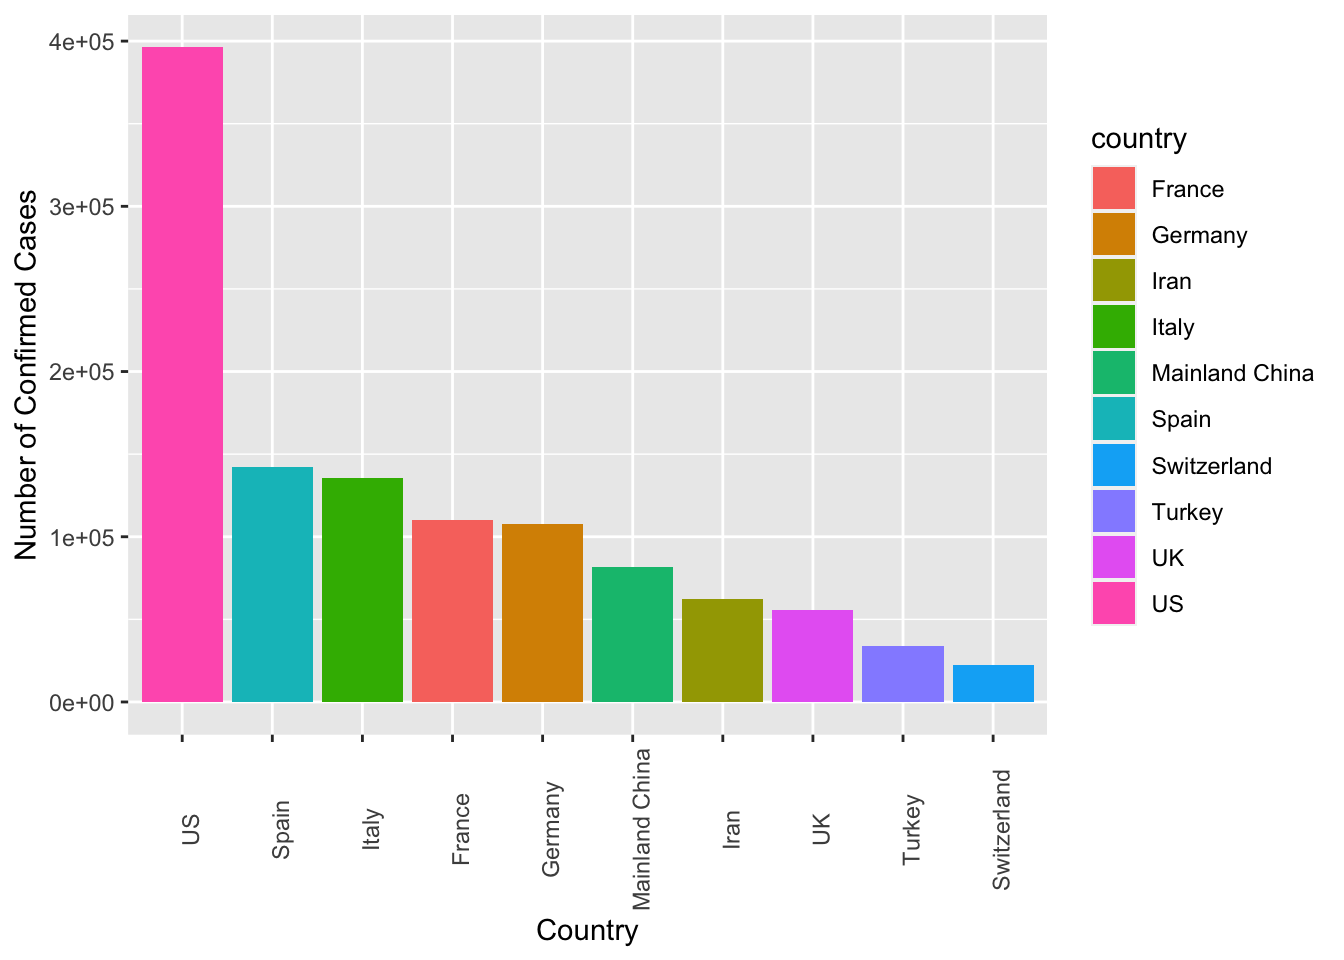 4e+05
3e+05
2e+05
1e+05
0e+00
Number of Confirmed Cases
US
Spain
Italy
France
Germany
Mainland China
Iran
UK
Turkey
Switzerland
Country
country
France
Germany
Iran
Italy
Mainland China
Spain
Switzerland
Turkey
UK
US